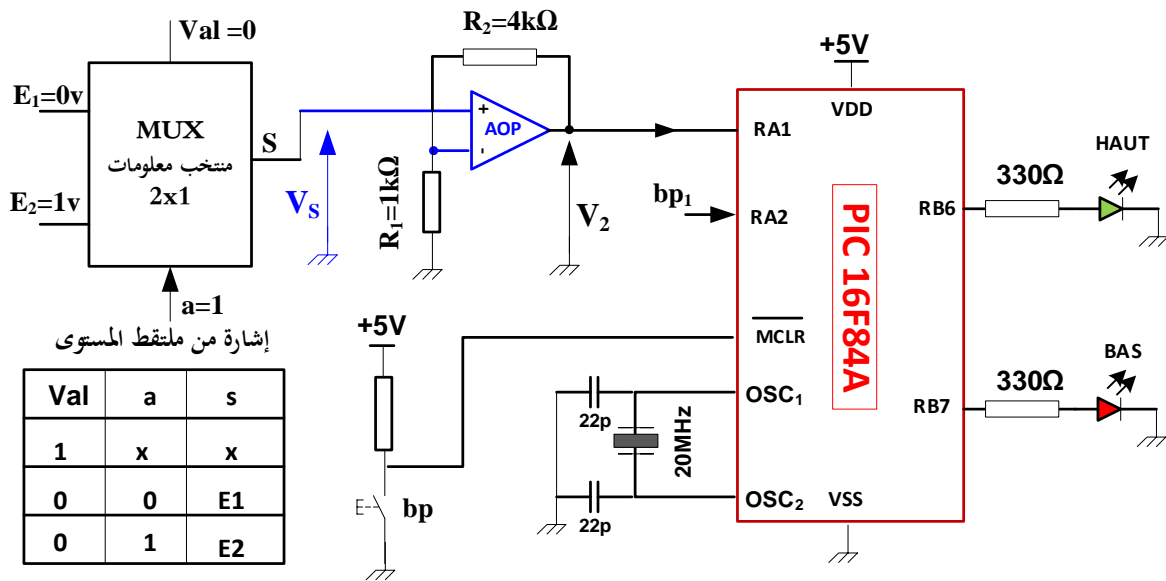 Val =0
E₁=0v
E₂=1v
MUX
منتخب معلومات
2x1
S
a=1
إشارة من ملتقط المستوى
V_S
R₂=4kΩ
R₁=1kΩ
+
-
AOP
V₂
+5V
VDD
RA1
bp₁
RA2
PIC 16F84A
MCLR
OSC₁
OSC₂
VSS
RB6
RB7
330Ω
HAUT
330Ω
BAS
+5V
bp
22p
22p
20MHz
Val a s
1 x x
0 0 E1
0 1 E2